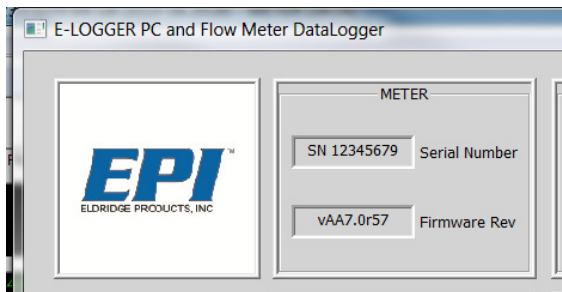 E-LOGGER PC and Flow Meter DataLogger
METER
SN 12345679 Serial Number
EPI™
ELDRIDGE PRODUCTS, INC
vAA7.0r57 Firmware Rev